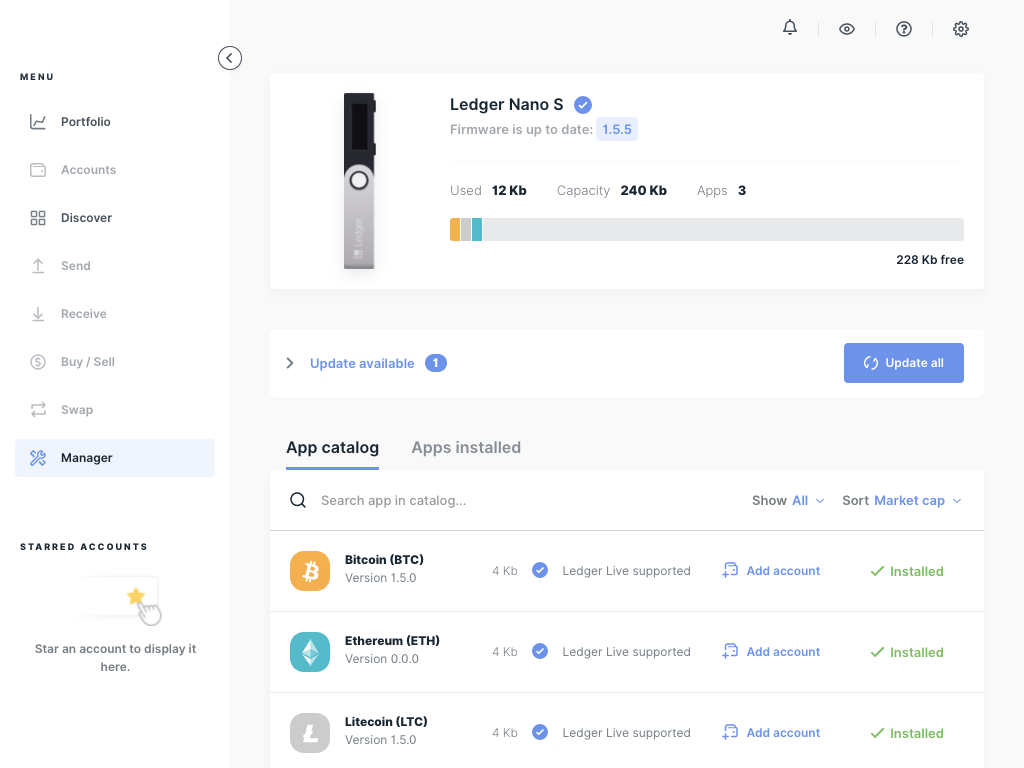 MENU
Portfolio
Accounts
Discover
Send
Receive
Buy / Sell
Swap
Manager
STARRED ACCOUNTS
Star an account to display it
here.
Ledger
Ledger Nano S
Firmware is up to date: 1.5.5
Used 12 Kb Capacity 240 Kb Apps 3
228 Kb free
Update available 1
Update all
App catalog Apps installed
Search app in catalog... Show All Sort Market cap
Bitcoin (BTC)
Version 1.5.0
4 Kb Ledger Live supported Add account Installed
Ethereum (ETH)
Version 0.0.0
4 Kb Ledger Live supported Add account Installed
Litecoin (LTC)
Version 1.5.0
4 Kb Ledger Live supported Add account Installed